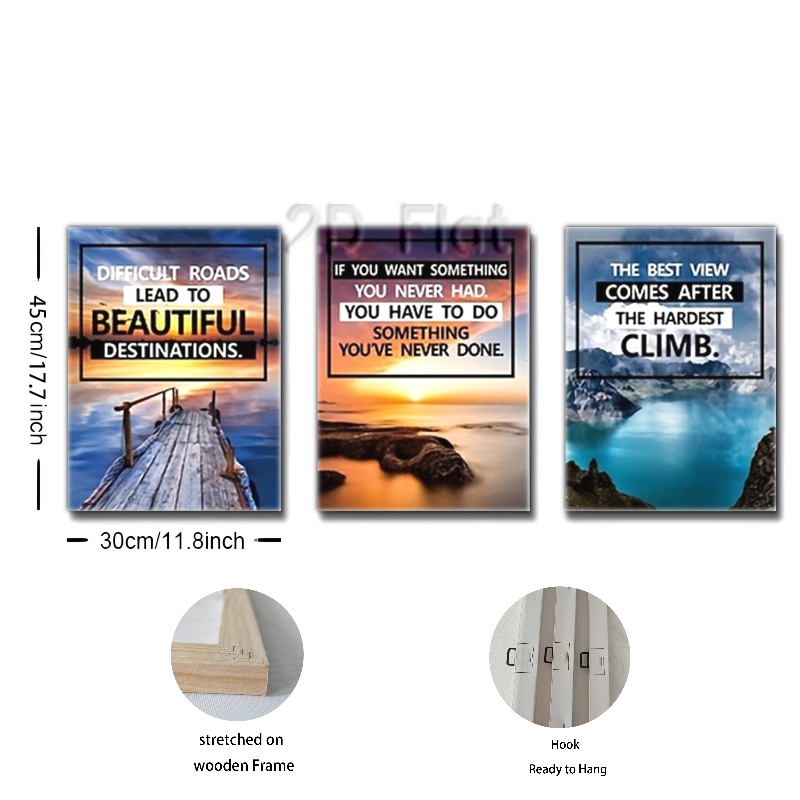 2D Flat
DIFFICULT ROADS
LEAD TO
BEAUTIFUL
DESTINATIONS.
IF YOU WANT SOMETHING
YOU NEVER HAD.
YOU HAVE TO DO
SOMETHING
YOU'VE NEVER DONE.
THE BEST VIEW
COMES AFTER
THE HARDEST
CLIMB.
45cm/17.7inch
30cm/11.8inch
stretched on
wooden Frame
Hook
Ready to Hang